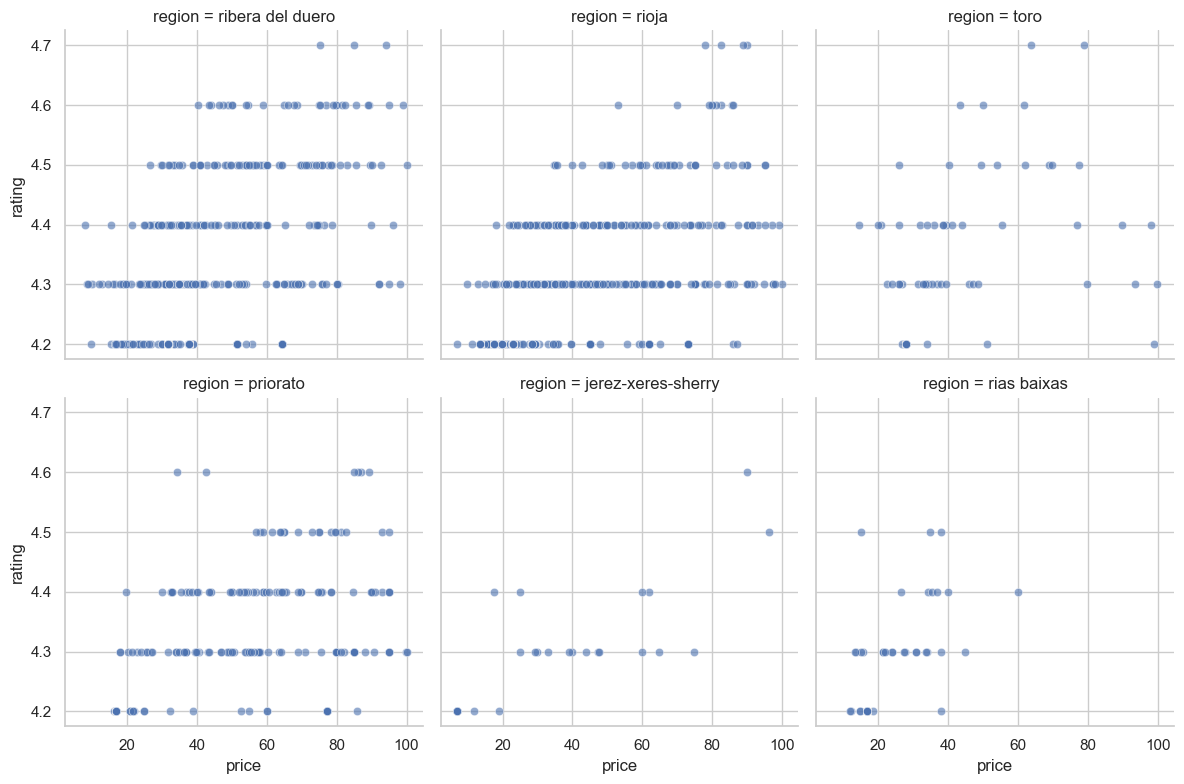 region = ribera del duero
region = rioja
region = toro
4.7
4.6
4.5
4.4
4.3
4.2
rating
region = priorato
region = jerez-xeres-sherry
region = rias baixas
4.7
4.6
4.5
4.4
4.3
4.2
rating
20 40 60 80 100
20 40 60 80 100
20 40 60 80 100
price
price
price